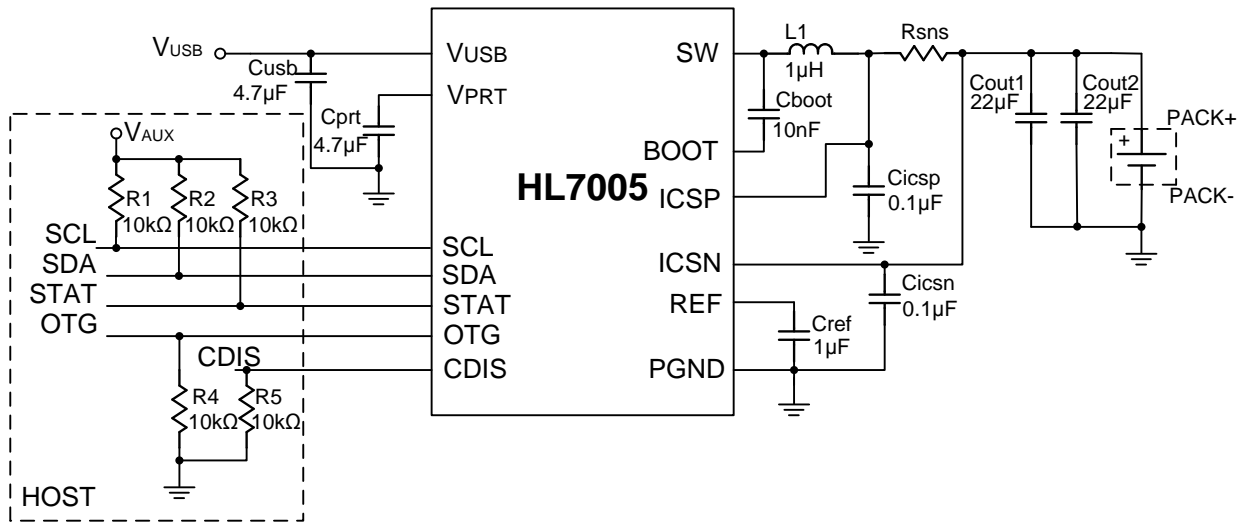 VUSB
Cusb
4.7µF
Cprt
4.7µF
VAUX
R1
10kΩ
R2
10kΩ
R3
10kΩ
SCL
SDA
STAT
OTG
CDIS
R4
10kΩ
R5
10kΩ
HOST
HL7005
VUSB
VPRT
SCL
SDA
STAT
OTG
CDIS
SW
BOOT
ICSP
ICSN
REF
PGND
L1
1µH
Cboot
10nF
Rsns
Cicsp
0.1µF
Cicsn
0.1µF
Cref
1µF
Cout1
22µF
Cout2
22µF
PACK+
+
PACK-